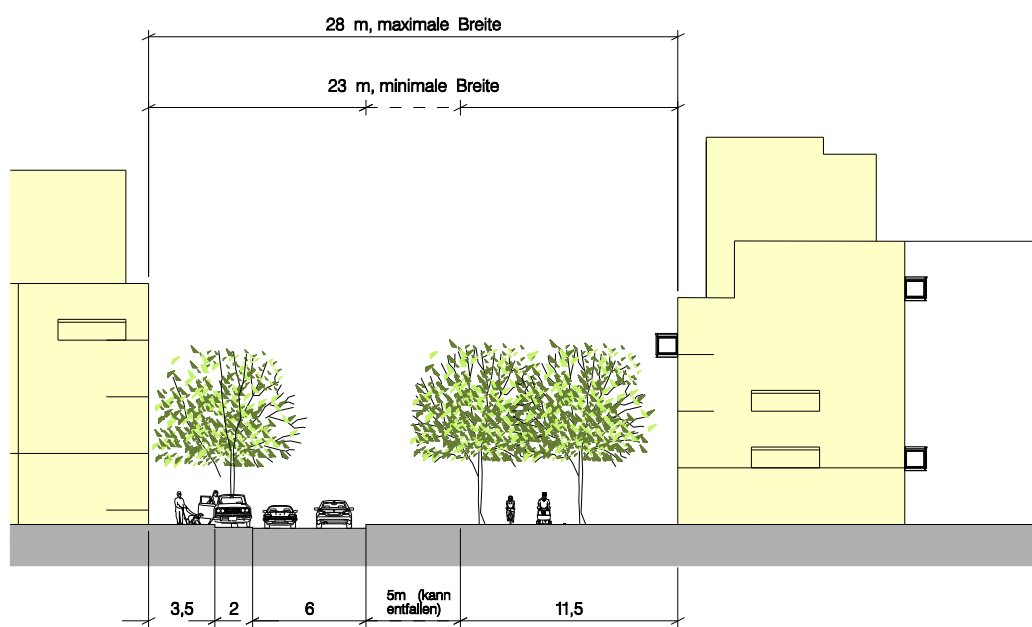 28 m, maximale Breite
23 m, minimale Breite
3,5
2
6
5m (kann
entfallen)
11,5